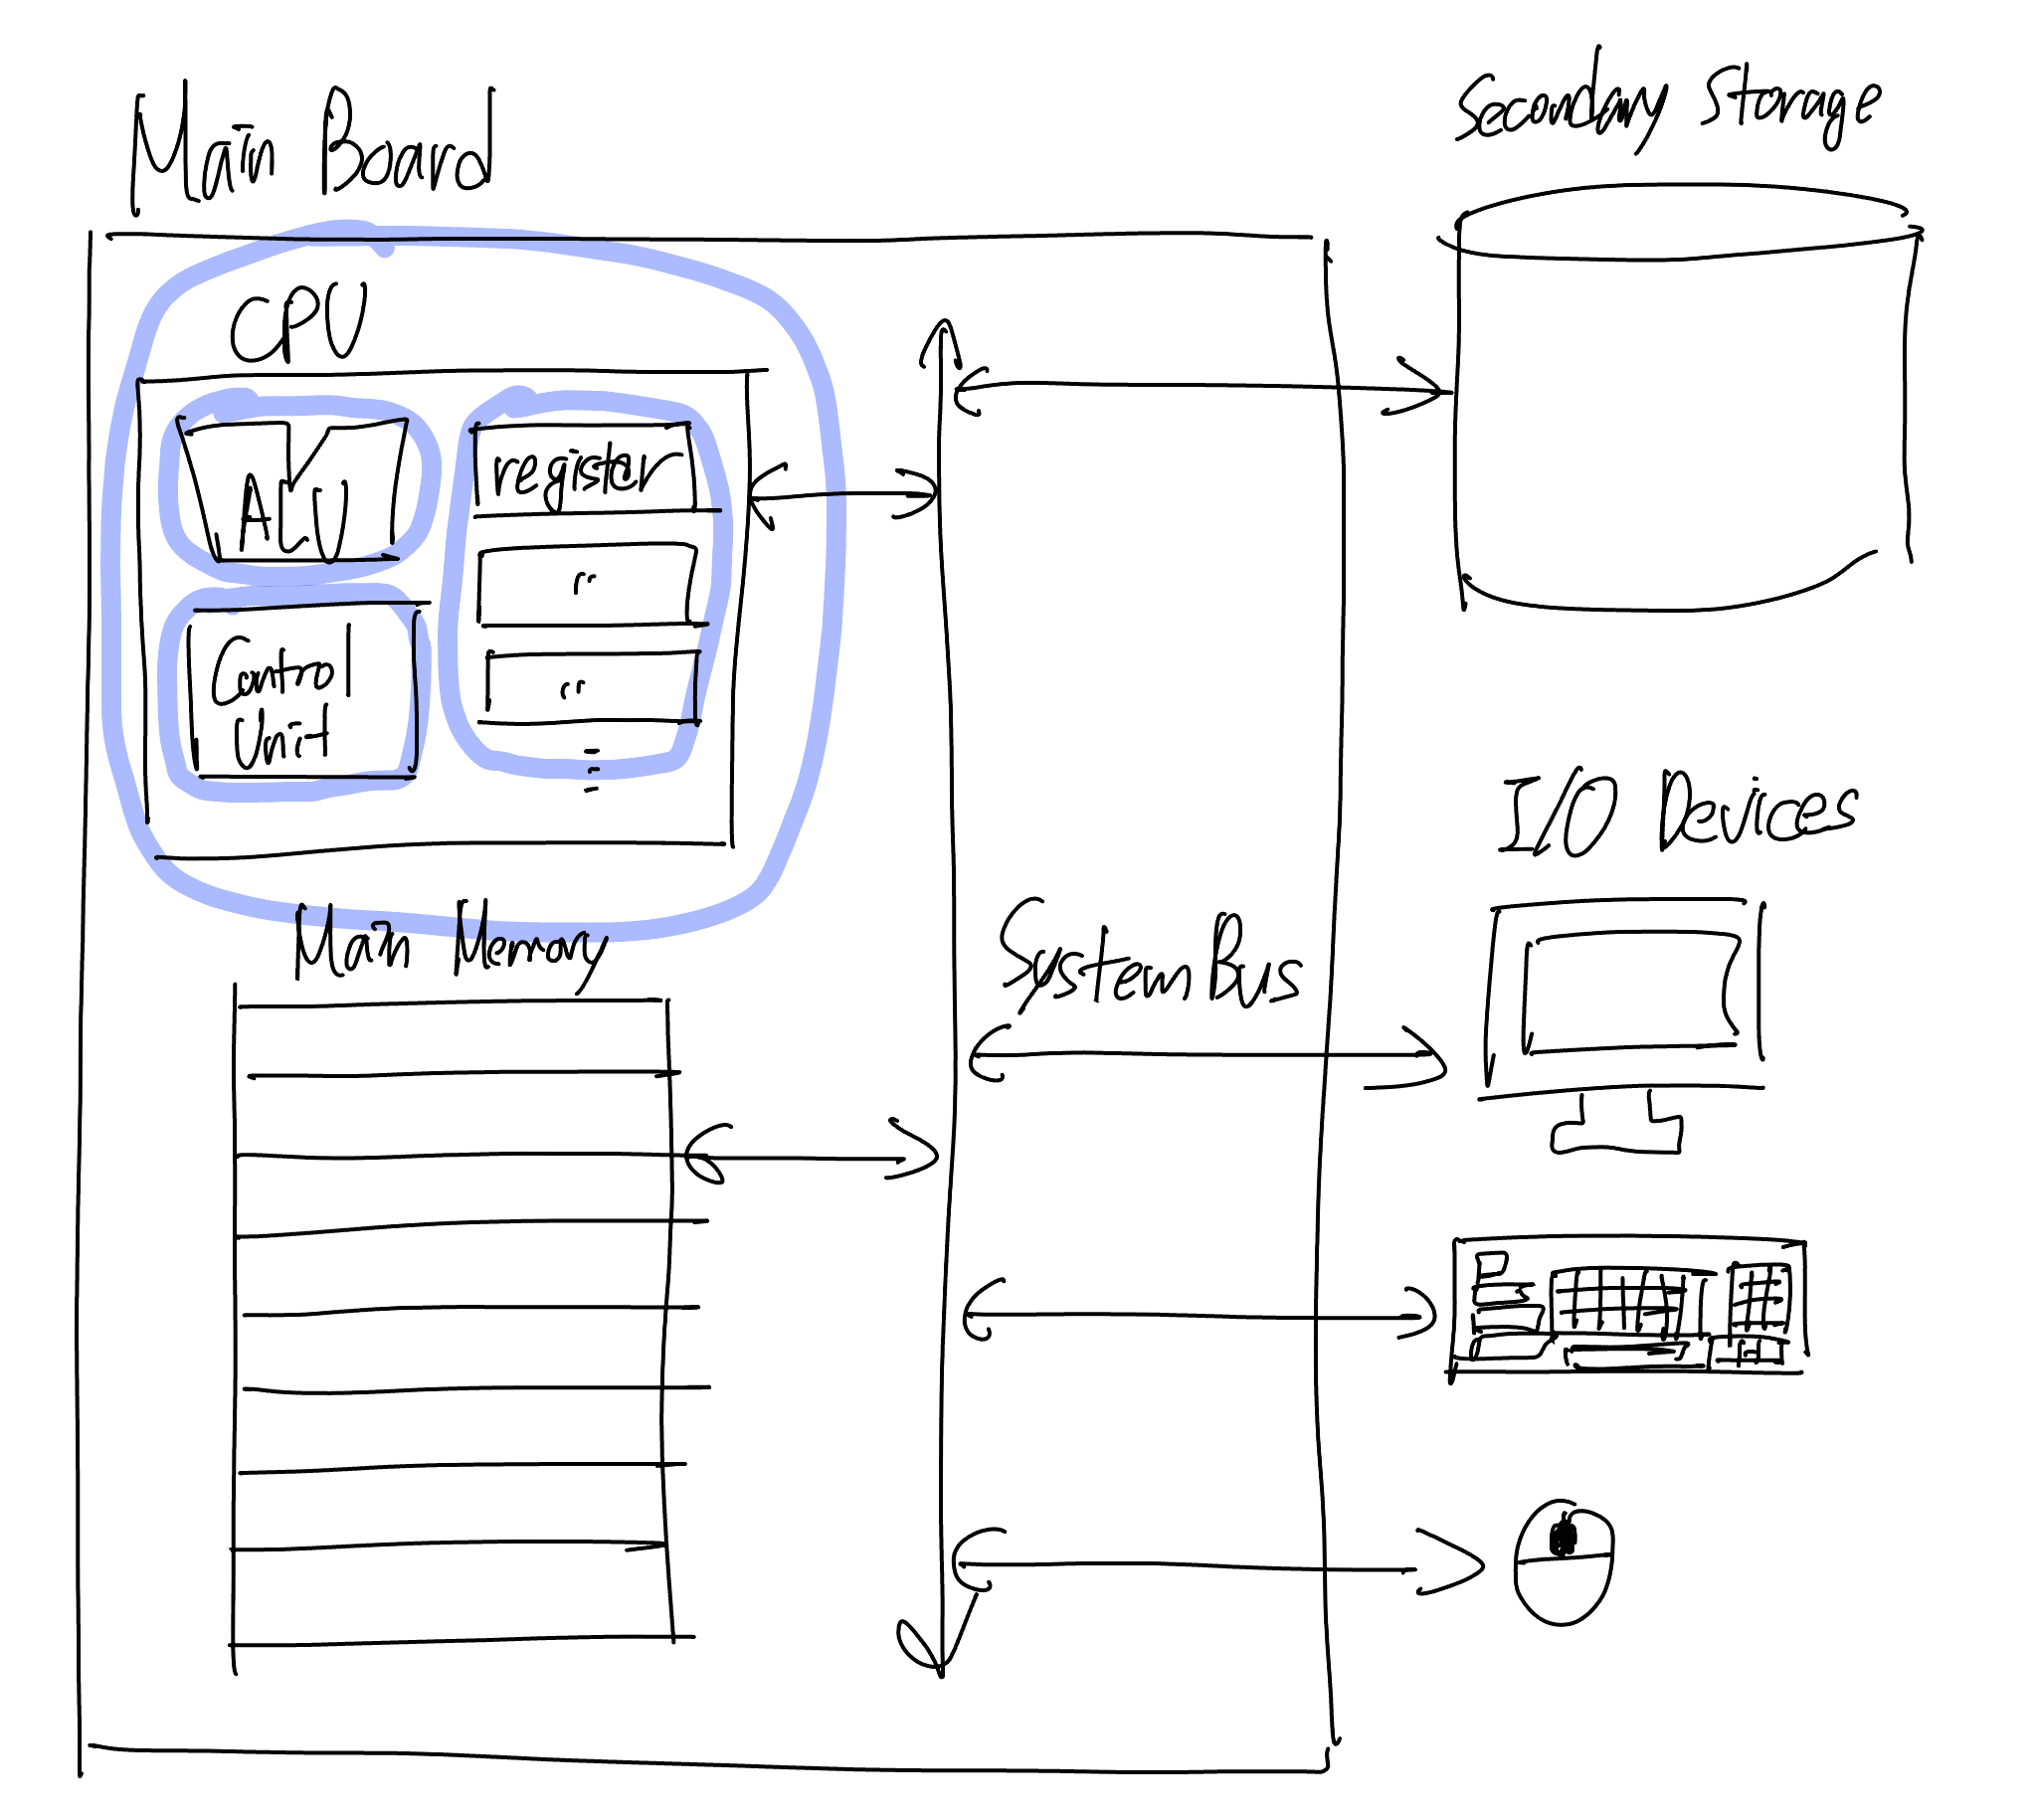 Main Board
Secondary Storage
CPU
ALU
register
"
"
Control
Unit
I/O Devices
Main Memory
System Bus